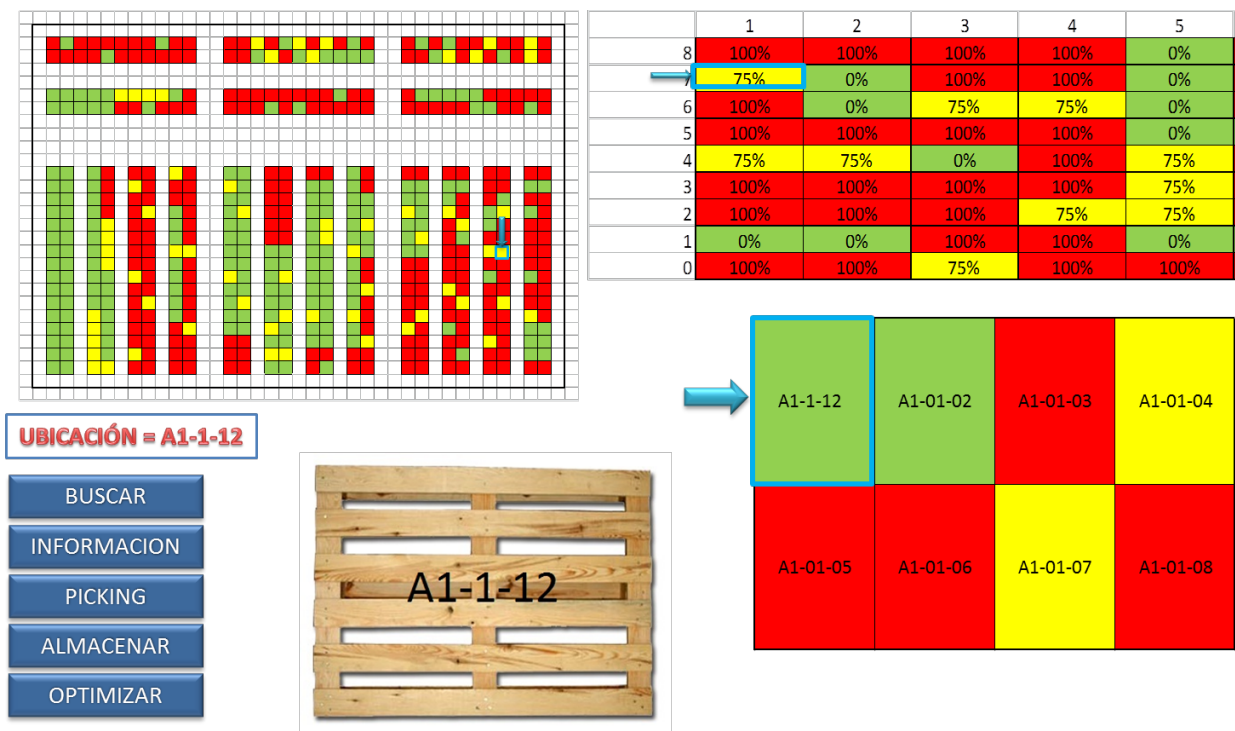 1 2 3 4 5
8 100% 100% 100% 100% 0%
7 75% 0% 100% 100% 0%
6 100% 0% 75% 75% 0%
5 100% 100% 100% 100% 0%
4 75% 75% 0% 100% 75%
3 100% 100% 100% 100% 75%
2 100% 100% 100% 75% 75%
1 0% 0% 100% 100% 0%
0 100% 100% 75% 100% 100%
A1-1-12 A1-01-02 A1-01-03 A1-01-04
A1-01-05 A1-01-06 A1-01-07 A1-01-08
UBICACIÓN = A1-1-12
BUSCAR
INFORMACION
PICKING
ALMACENAR
OPTIMIZAR
A1-1-12